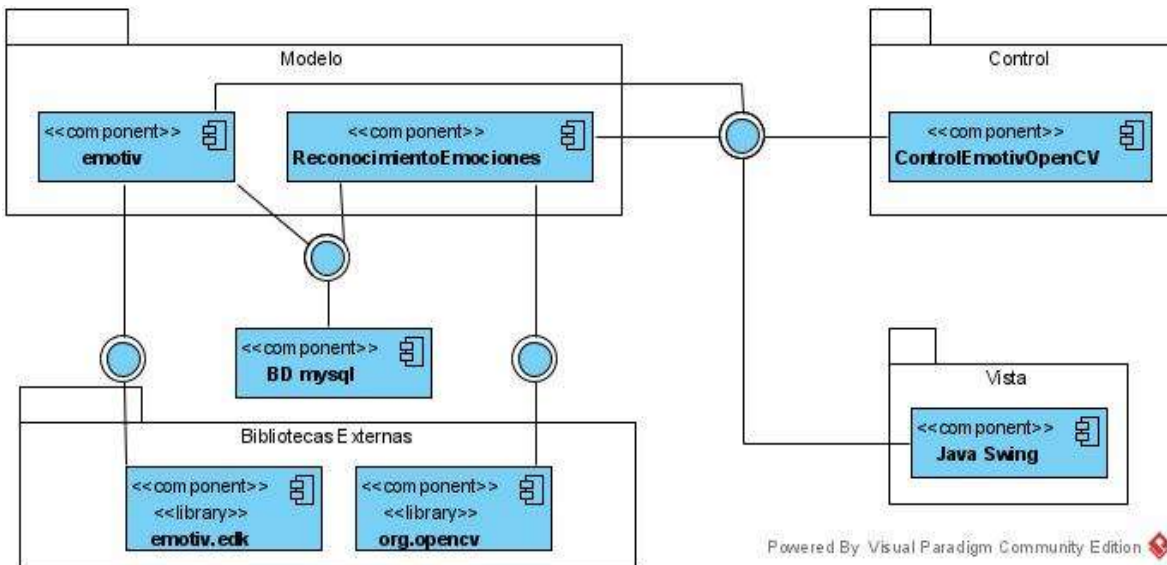 Modelo
Control
<<component>>
emotiv
<<component>>
ReconocimientoEmociones
<<component>>
ControlEmotivOpenCV
<<component>>
BD mysql
Vista
<<component>>
Java Swing
Bibliotecas Externas
<<component>>
<<library>>
emotiv.edk
<<component>>
<<library>>
org.opencv
Powered By Visual Paradigm Community Edition